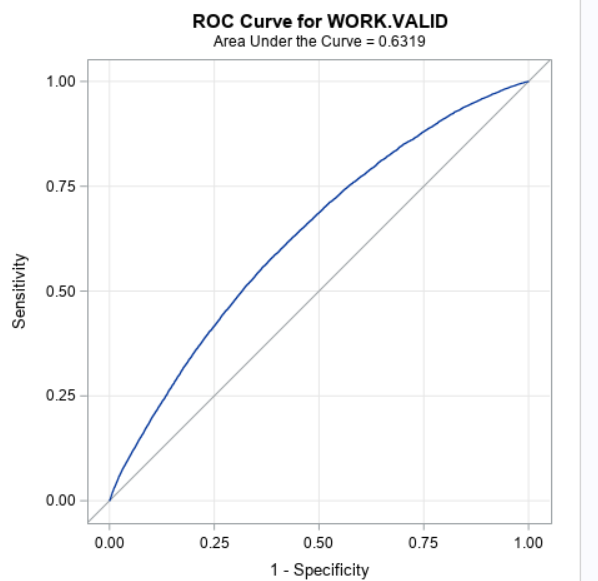 ROC Curve for WORK.VALID
Area Under the Curve = 0.6319
1.00
0.75
0.50
0.25
0.00
Sensitivity
0.00 0.25 0.50 0.75 1.00
1 - Specificity